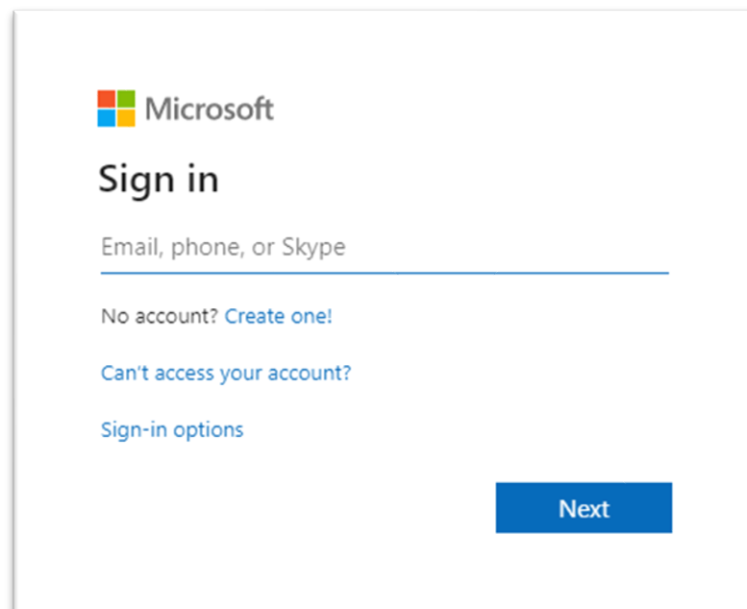 Microsoft
Sign in
Email, phone, or Skype
No account? Create one!
Can't access your account?
Sign-in options
Next